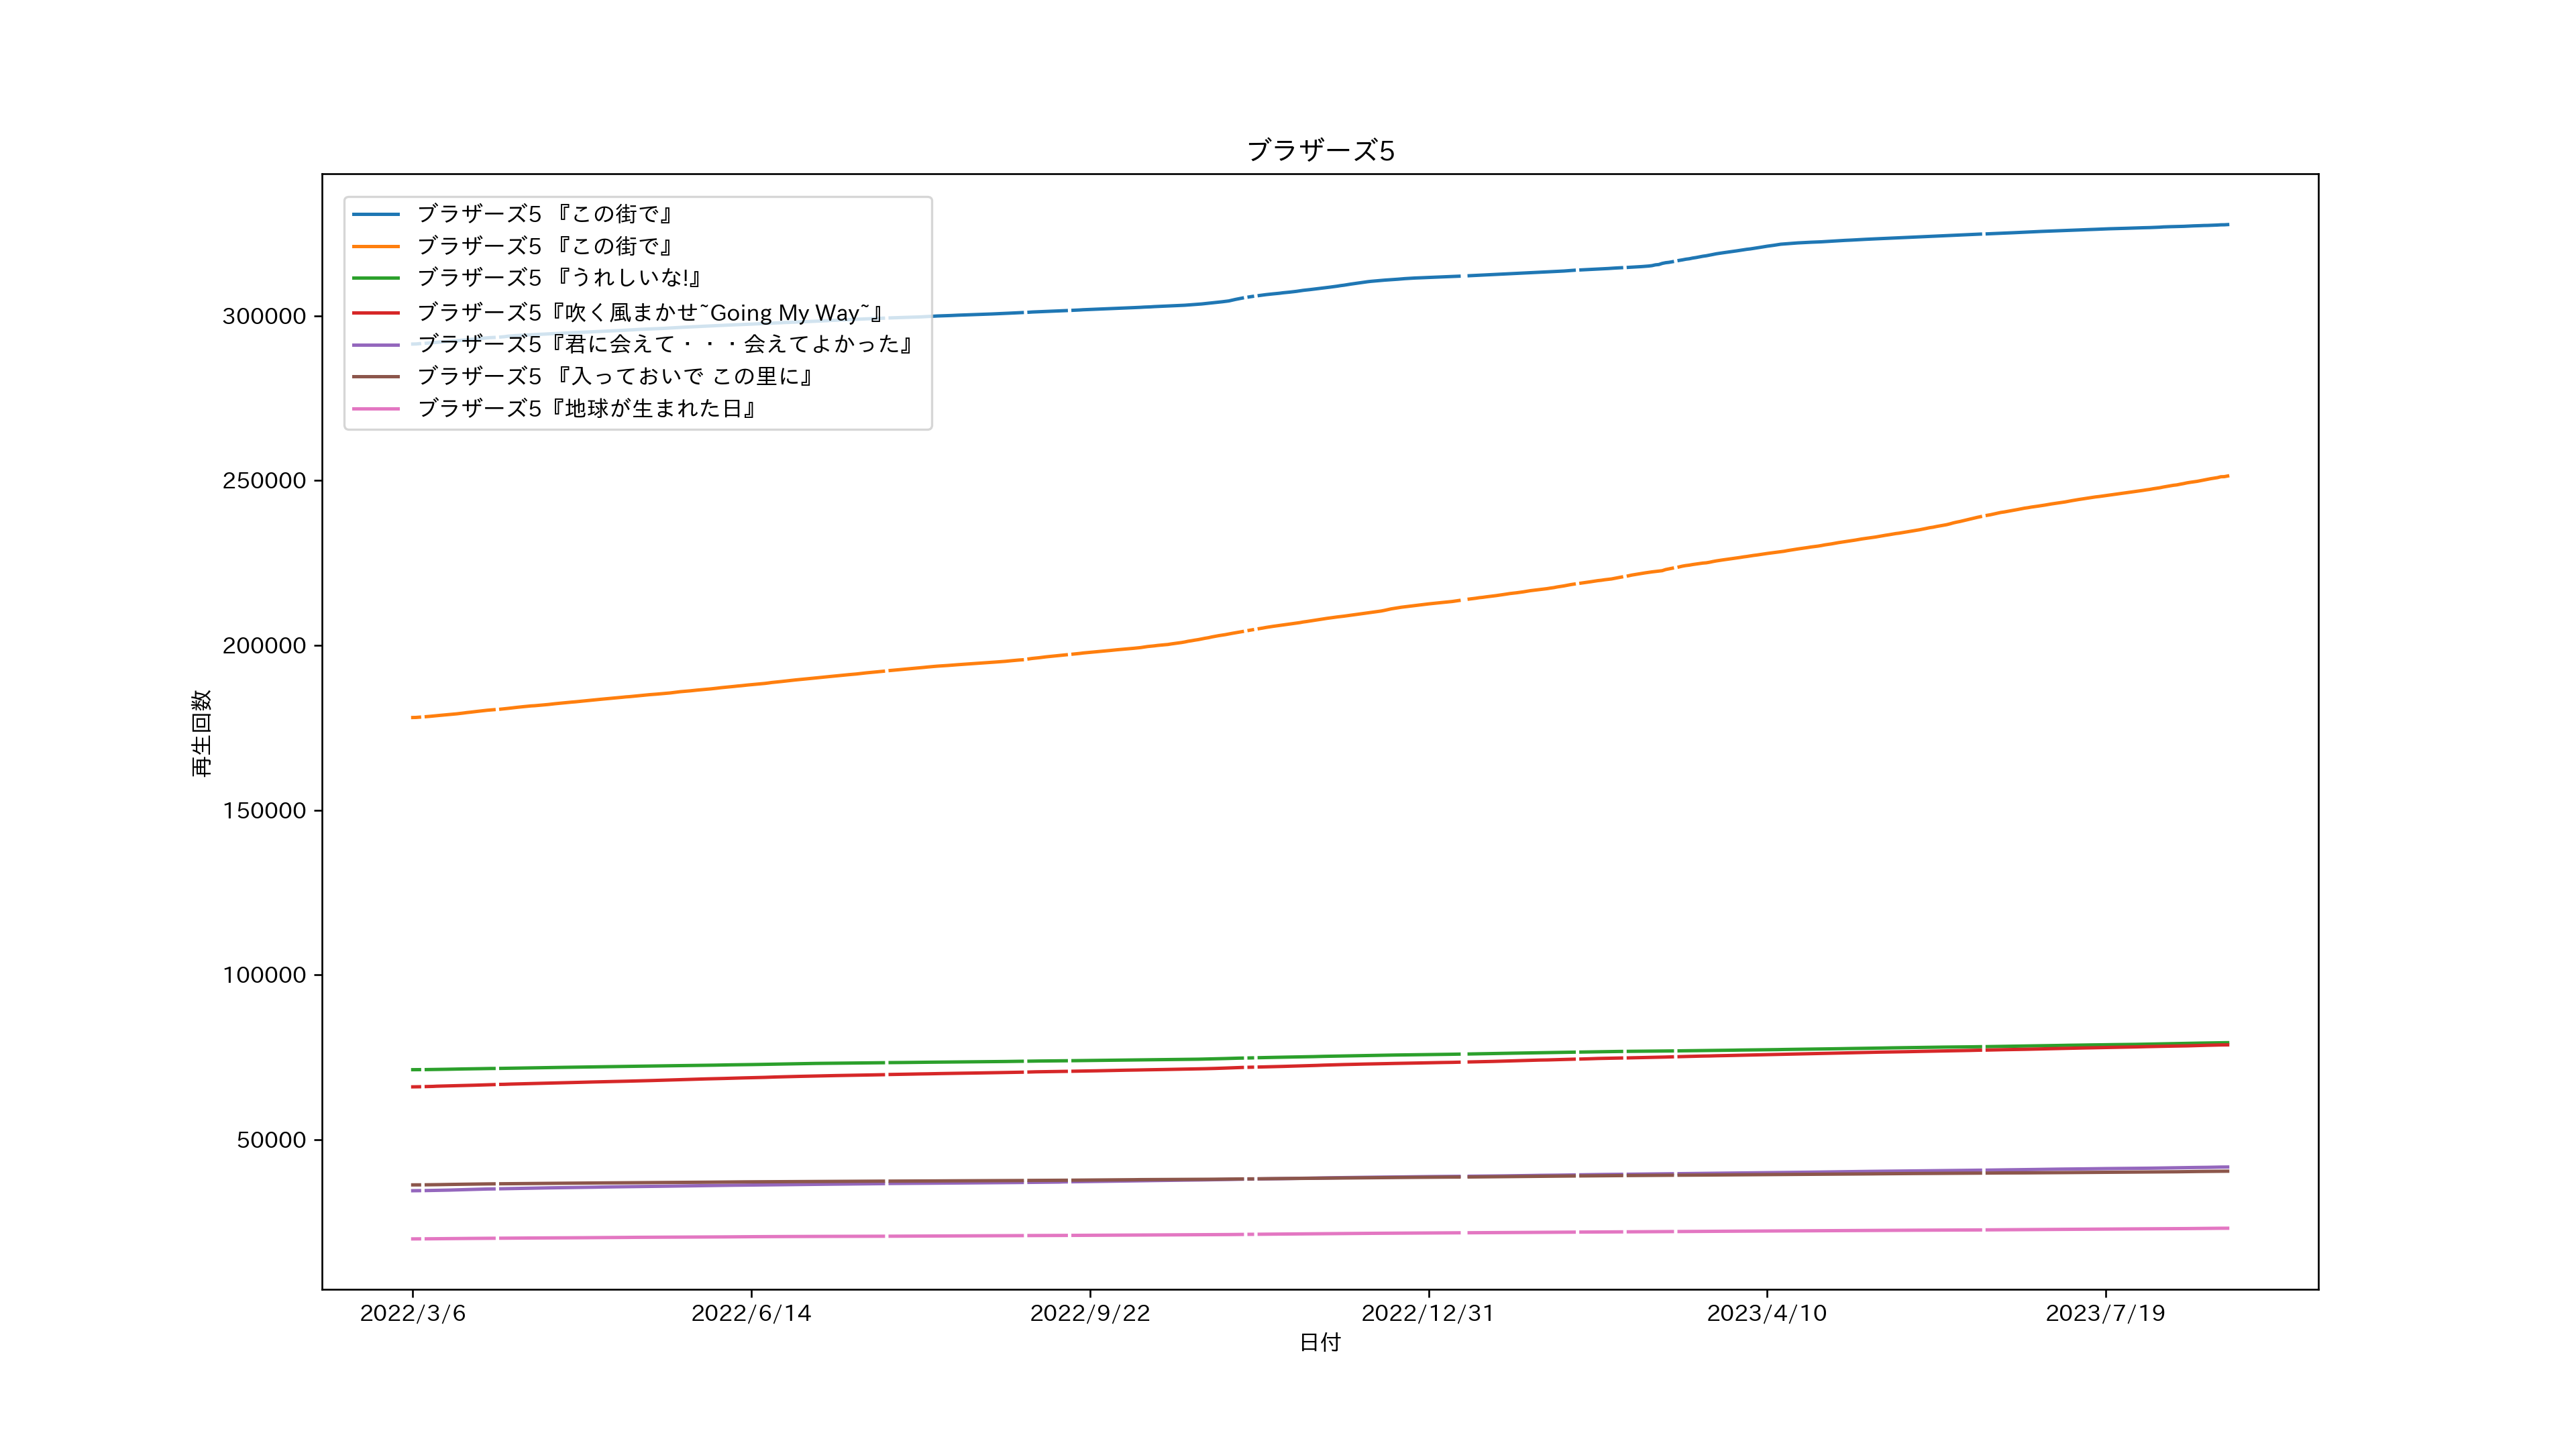 ブラザーズ5
ブラザーズ5 『この街で』
ブラザーズ5 『この街で』
ブラザーズ5 『うれしいな!』
ブラザーズ5『吹く風まかせ~Going My Way~』
ブラザーズ5『君に会えて・・・会えてよかった』
ブラザーズ5 『入っておいで この里に』
ブラザーズ5『地球が生まれた日』
300000
250000
200000
150000
100000
50000
再生回数
2022/3/6
2022/6/14
2022/9/22
2022/12/31
2023/4/10
2023/7/19
日付